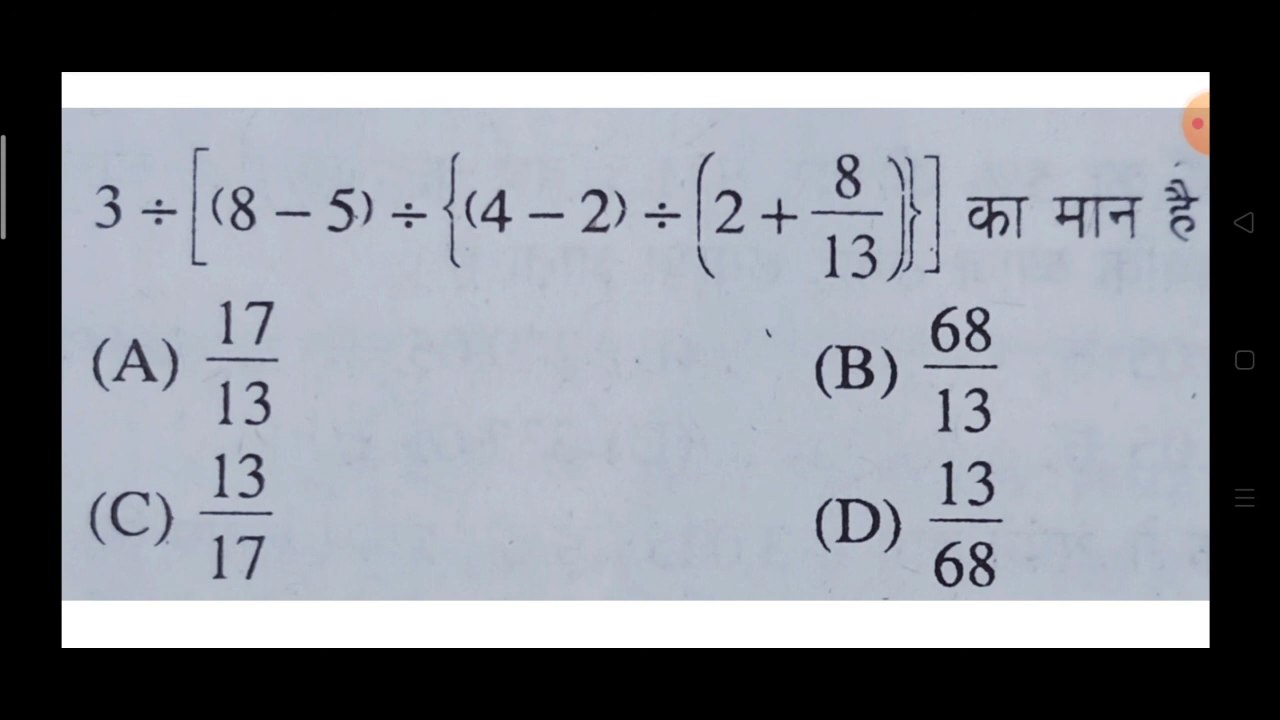 3 ÷ [(8 – 5) ÷ {(4 – 2) ÷ (2 + 8/13)}] का मान है
(A) 17/13 (B) 68/13
(C) 13/17 (D) 13/68